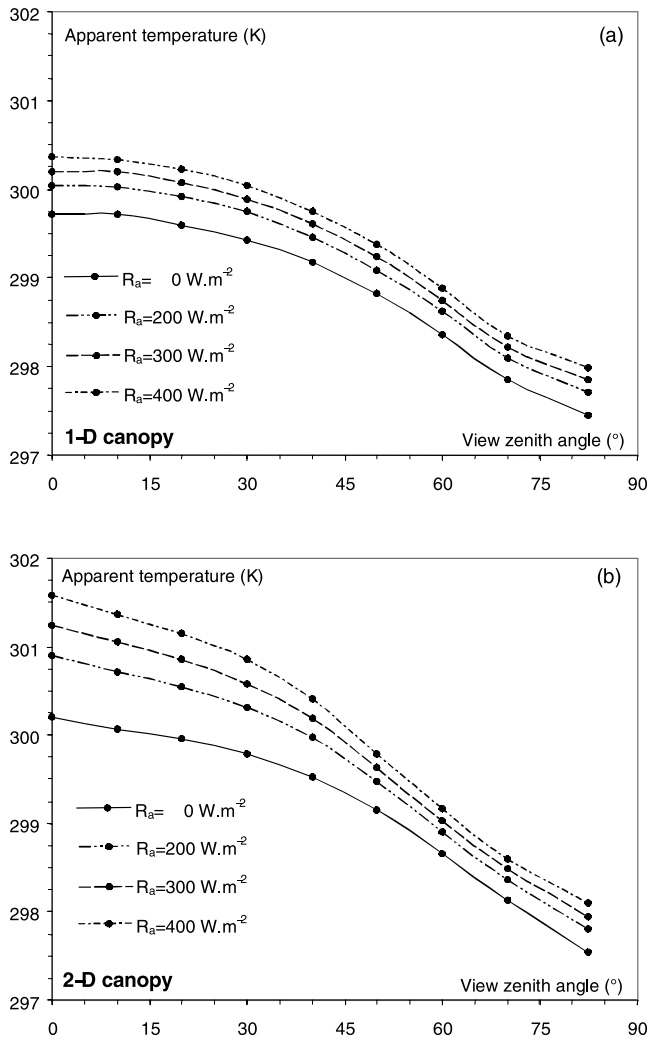 302
Apparent temperature (K)
(a)
301
300
299
Rₐ= 0 W.m⁻²
Rₐ=200 W.m⁻²
298
Rₐ=300 W.m⁻²
Rₐ=400 W.m⁻²
1-D canopy
View zenith angle (°)
297
0 15 30 45 60 75 90
302
Apparent temperature (K)
(b)
301
300
Rₐ= 0 W.m⁻²
299
Rₐ=200 W.m⁻²
Rₐ=300 W.m⁻²
298
Rₐ=400 W.m⁻²
2-D canopy
View zenith angle (°)
297
0 15 30 45 60 75 90